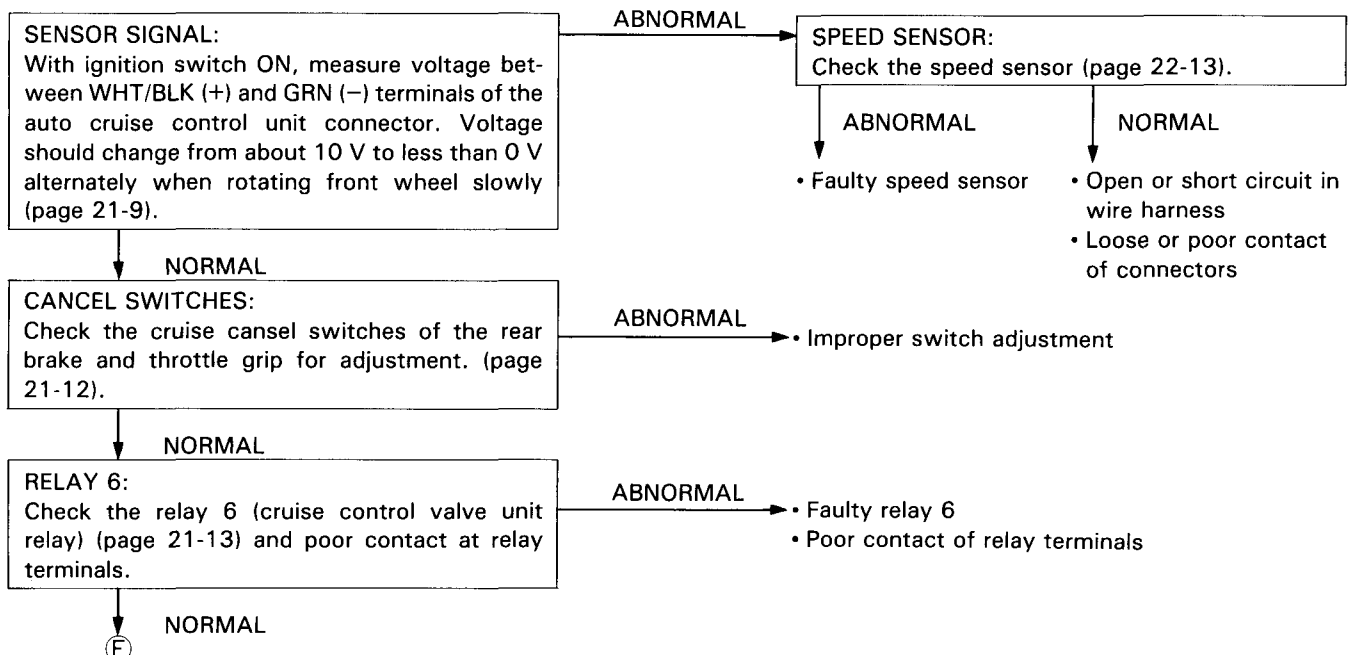 SENSOR SIGNAL:
With ignition switch ON, measure voltage bet-
ween WHT/BLK (+) and GRN (−) terminals of the
auto cruise control unit connector. Voltage
should change from about 10 V to less than 0 V
alternately when rotating front wheel slowly
(page 21-9).
ABNORMAL
SPEED SENSOR:
Check the speed sensor (page 22-13).
ABNORMAL
• Faulty speed sensor
NORMAL
• Open or short circuit in
wire harness
• Loose or poor contact
of connectors
NORMAL
CANCEL SWITCHES:
Check the cruise cansel switches of the rear
brake and throttle grip for adjustment. (page
21-12).
ABNORMAL
• Improper switch adjustment
NORMAL
RELAY 6:
Check the relay 6 (cruise control valve unit
relay) (page 21-13) and poor contact at relay
terminals.
ABNORMAL
• Faulty relay 6
• Poor contact of relay terminals
NORMAL